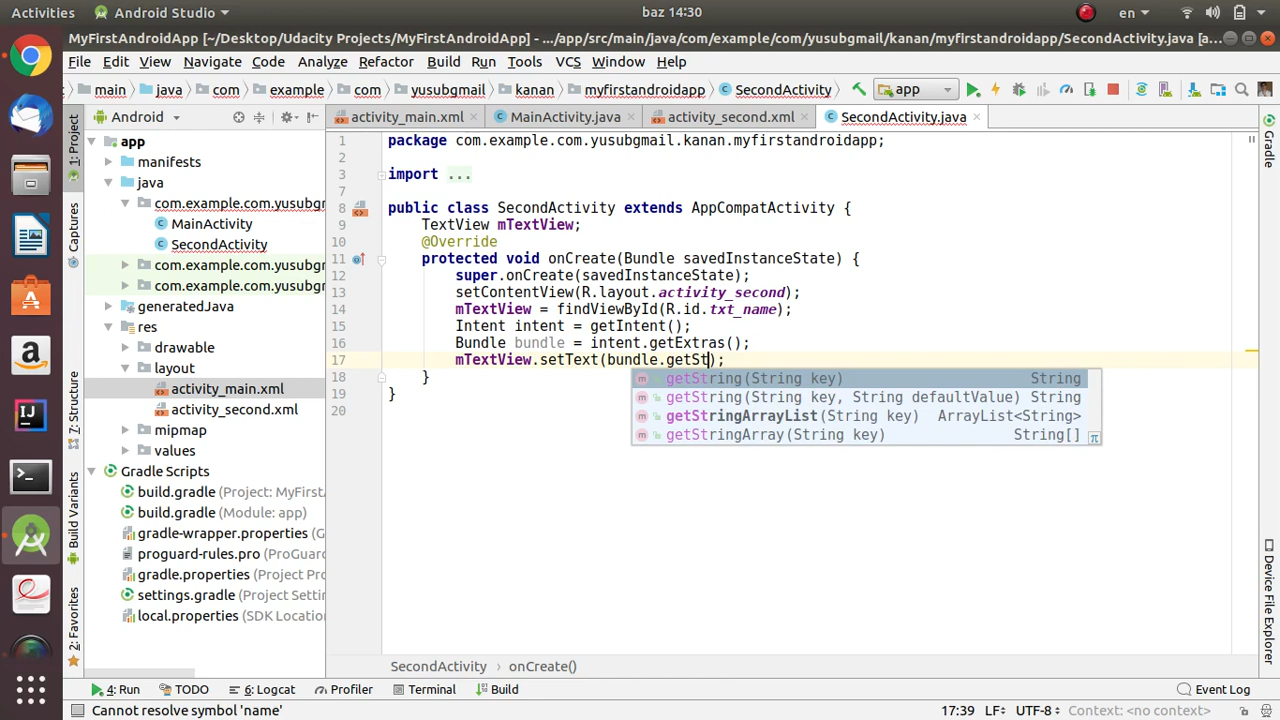 Activities Android Studio baz 14:30 en
MyFirstAndroidApp [~/Desktop/Udacity Projects/MyFirstAndroidApp] - .../app/src/main/java/com/example/com/yusubgmail/kanan/myfirstandroidapp/SecondActivity.java [a...
File Edit View Navigate Code Analyze Refactor Build Run Tools VCS Window Help
main java com example com yusubgmail kanan myfirstandroidapp SecondActivity app
Android activity_main.xml MainActivity.java activity_second.xml SecondActivity.java
1: Project
Captures
7: Structure
Build Variants
2: Favorites
app
manifests
java
com.example.com.yusubgm
MainActivity
SecondActivity
com.example.com.yusubgm
com.example.com.yusubgm
generatedJava
res
drawable
layout
activity_main.xml
activity_second.xml
mipmap
values
Gradle Scripts
build.gradle (Project: MyFirstA
build.gradle (Module: app)
gradle-wrapper.properties (G
proguard-rules.pro (ProGuard
gradle.properties (Project Pro
settings.gradle (Project Settin
local.properties (SDK Location
1 package com.example.com.yusubgmail.kanan.myfirstandroidapp;
2
3 import ...
7
8 public class SecondActivity extends AppCompatActivity {
9 TextView mTextView;
10 @Override
11 protected void onCreate(Bundle savedInstanceState) {
12 super.onCreate(savedInstanceState);
13 setContentView(R.layout.activity_second);
14 mTextView = findViewById(R.id.txt_name);
15 Intent intent = getIntent();
16 Bundle bundle = intent.getExtras();
17 mTextView.setText(bundle.getSt);
18 }
19 }
20
getString(String key) String
getString(String key, String defaultValue) String
getStringArrayList(String key) ArrayList<String>
getStringArray(String key) String[]
π
Gradle
Device File Explorer
SecondActivity onCreate()
4: Run TODO 6: Logcat Profiler Terminal Build Event Log
Cannot resolve symbol 'name' 17:39 LF UTF-8 Context: <no context>